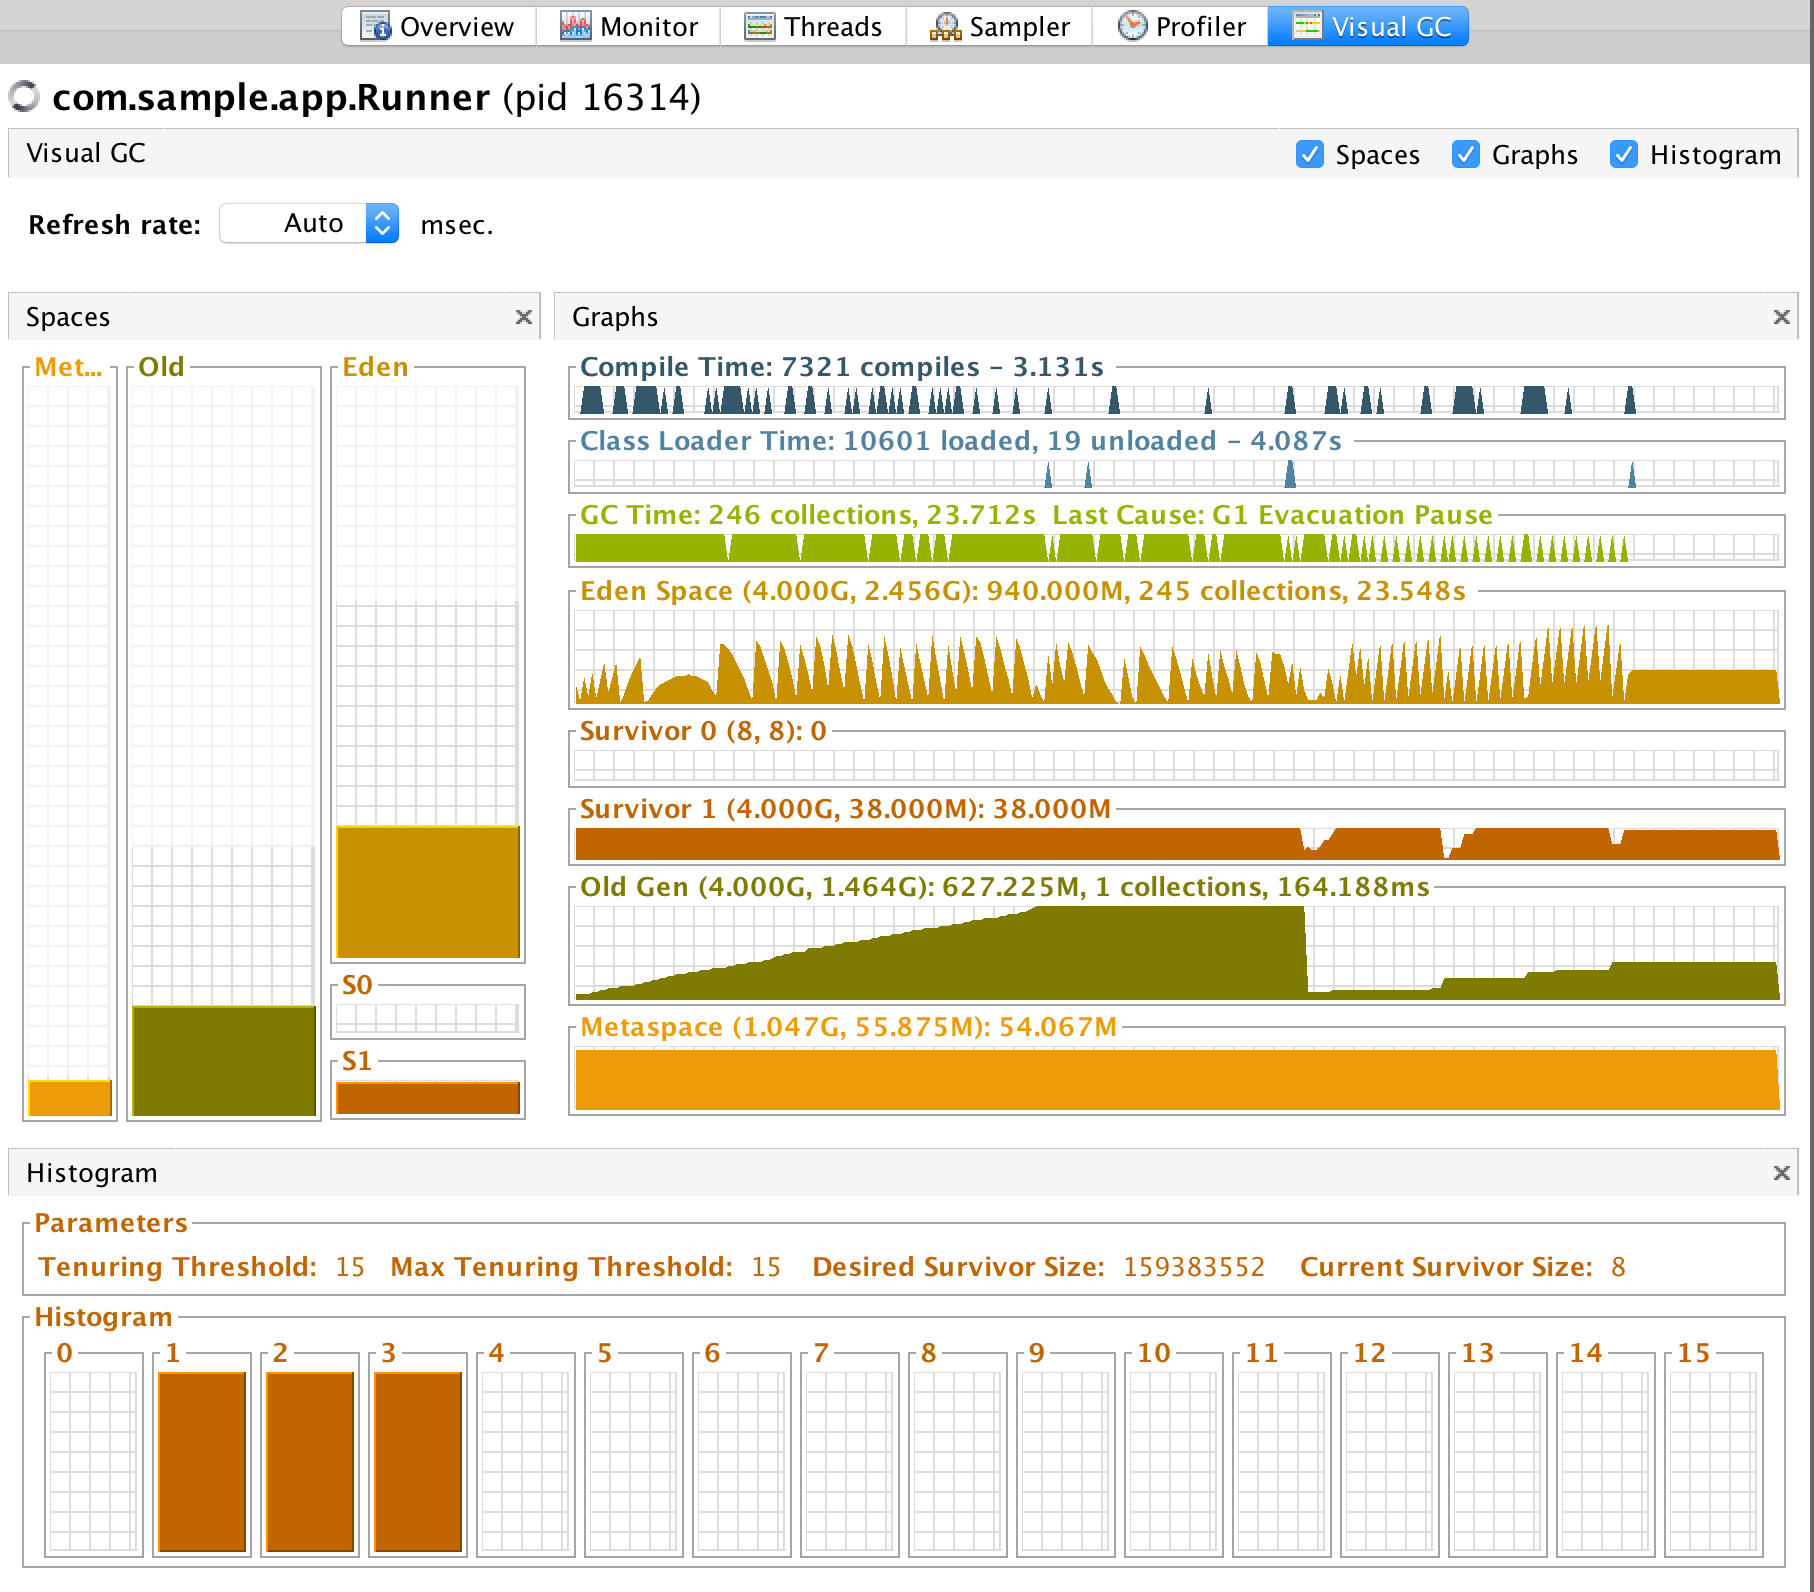 Overview Monitor Threads Sampler Profiler Visual GC
com.sample.app.Runner (pid 16314)
Visual GC Spaces Graphs Histogram
Refresh rate: Auto msec.
Spaces
Met... Old Eden
S0
S1
Graphs
Compile Time: 7321 compiles - 3.131s
Class Loader Time: 10601 loaded, 19 unloaded - 4.087s
GC Time: 246 collections, 23.712s Last Cause: G1 Evacuation Pause
Eden Space (4.000G, 2.456G): 940.000M, 245 collections, 23.548s
Survivor 0 (8, 8): 0
Survivor 1 (4.000G, 38.000M): 38.000M
Old Gen (4.000G, 1.464G): 627.225M, 1 collections, 164.188ms
Metaspace (1.047G, 55.875M): 54.067M
Histogram
Parameters
Tenuring Threshold: 15 Max Tenuring Threshold: 15 Desired Survivor Size: 159383552 Current Survivor Size: 8
Histogram
0 1 2 3 4 5 6 7 8 9 10 11 12 13 14 15